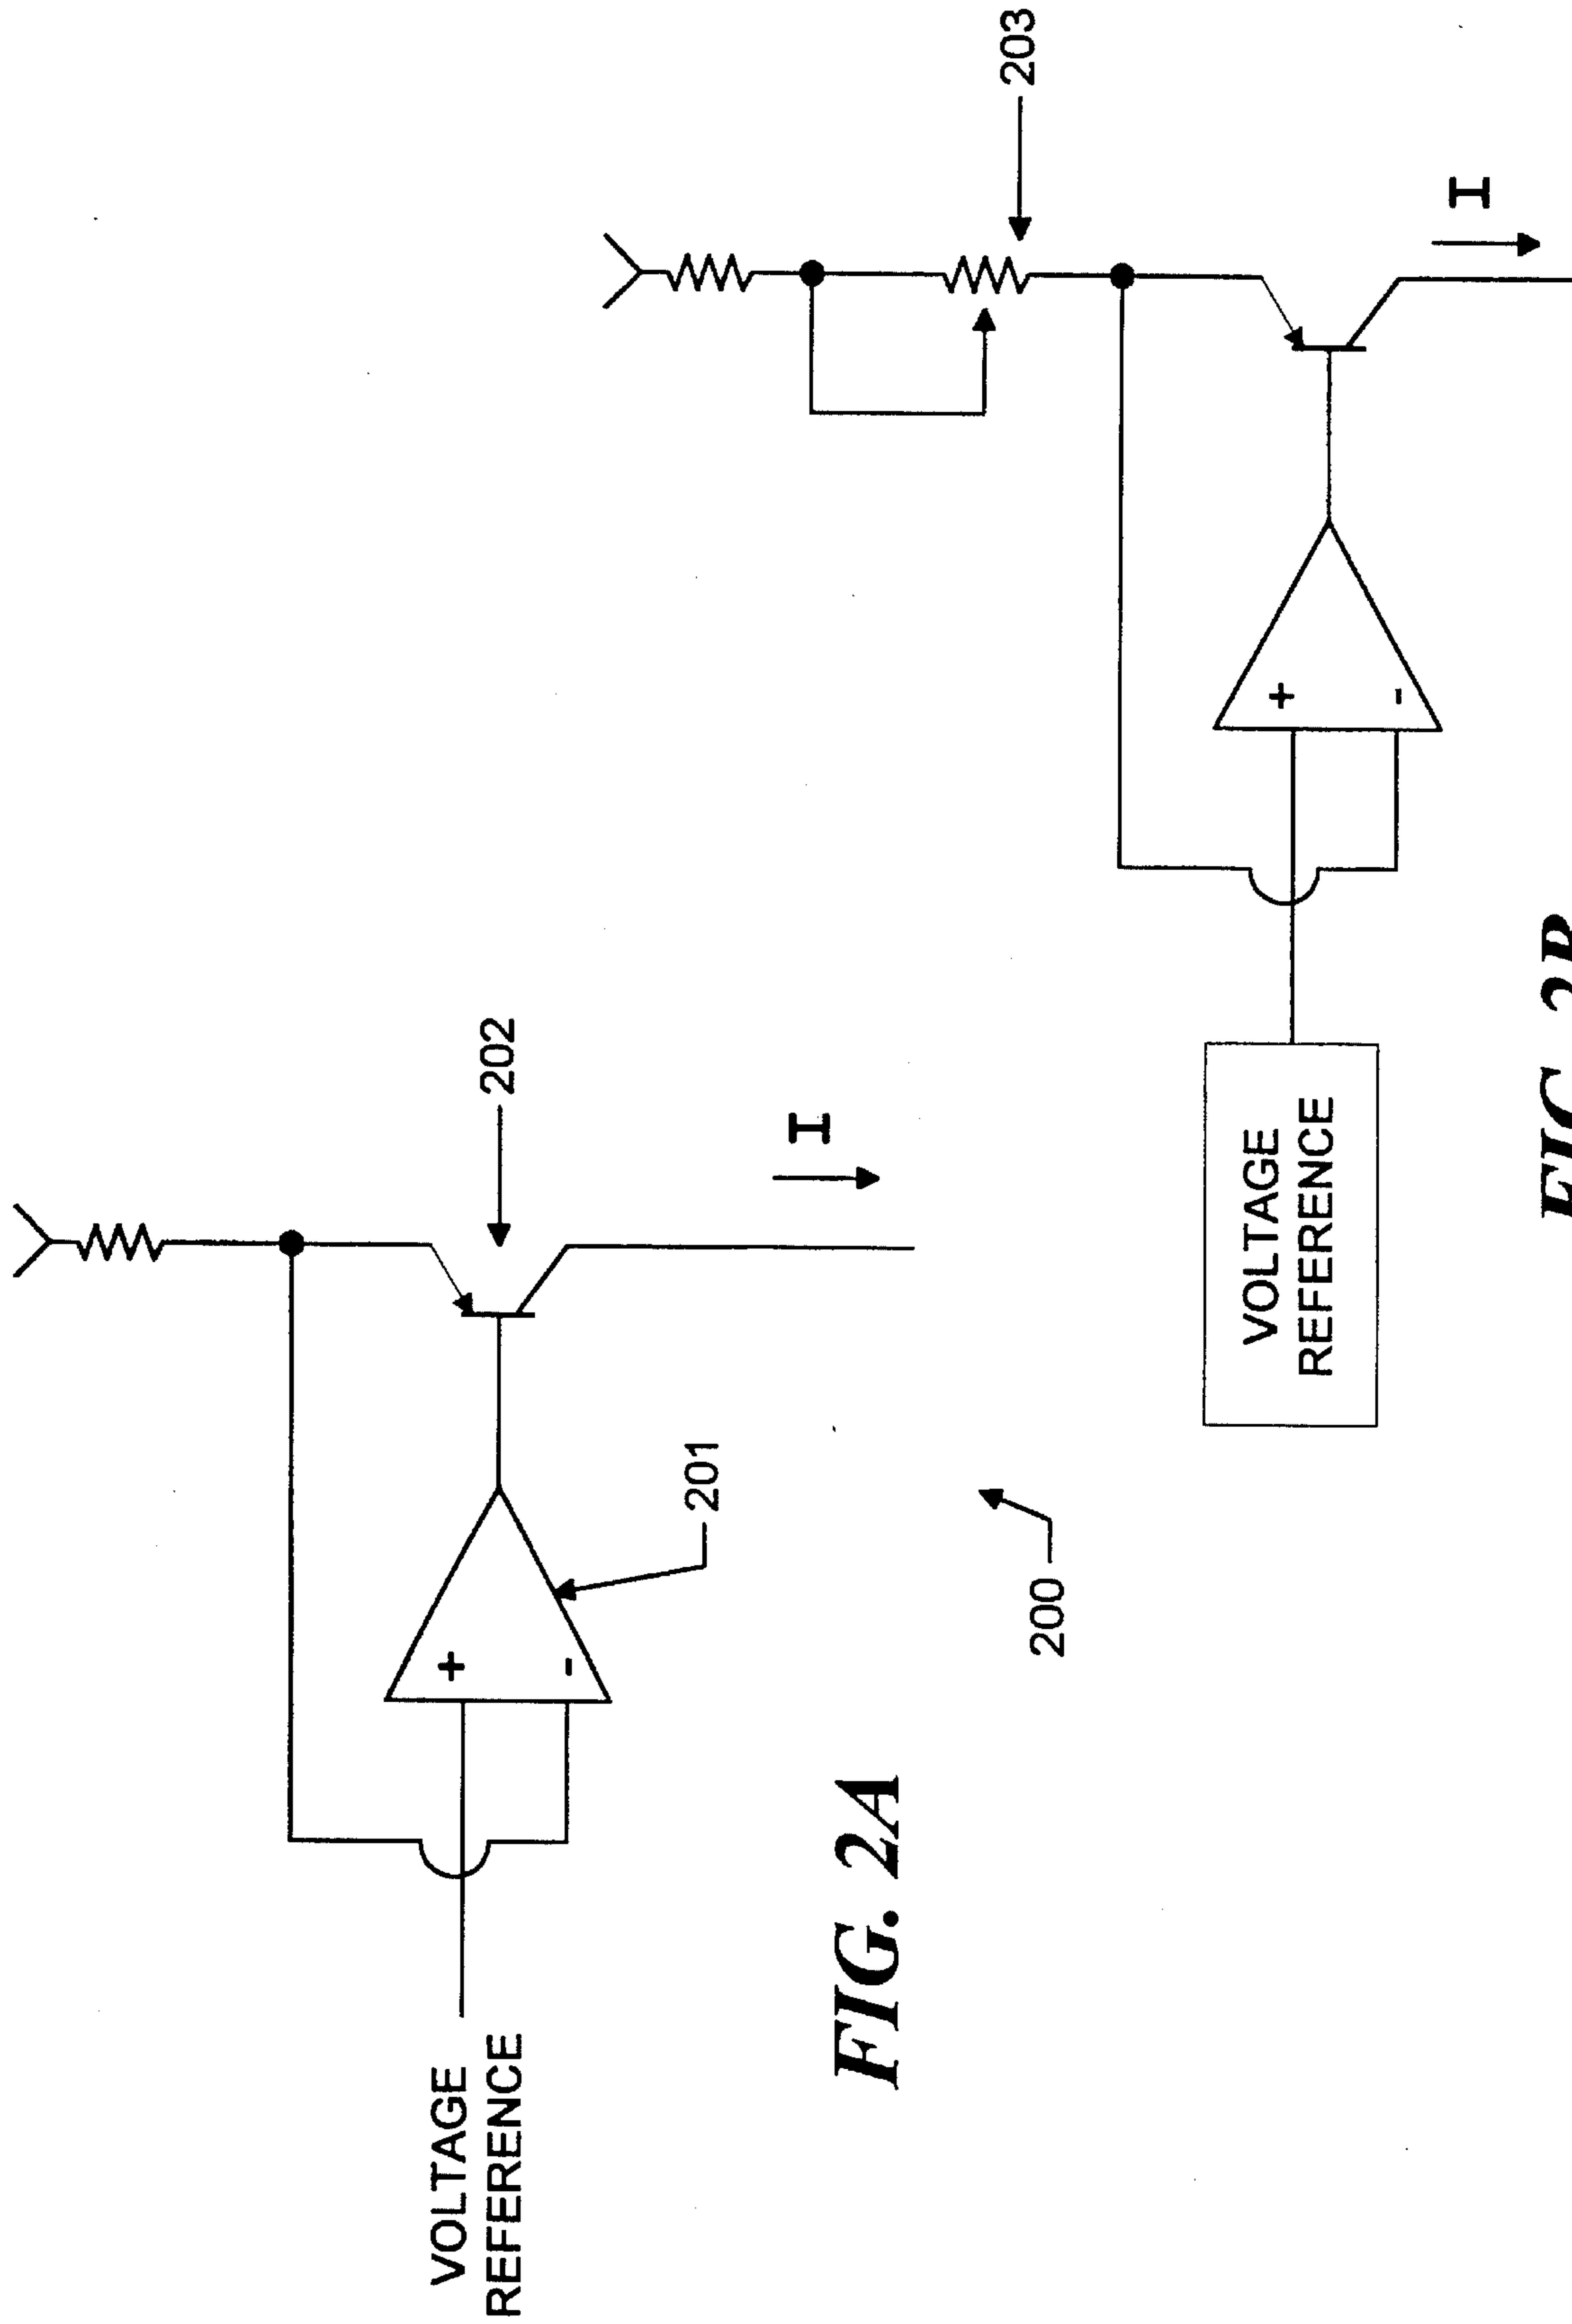 VOLTAGE
REFERENCE
+
-
201
202
I
FIG. 2A
200
VOLTAGE
REFERENCE
+
-
203
I